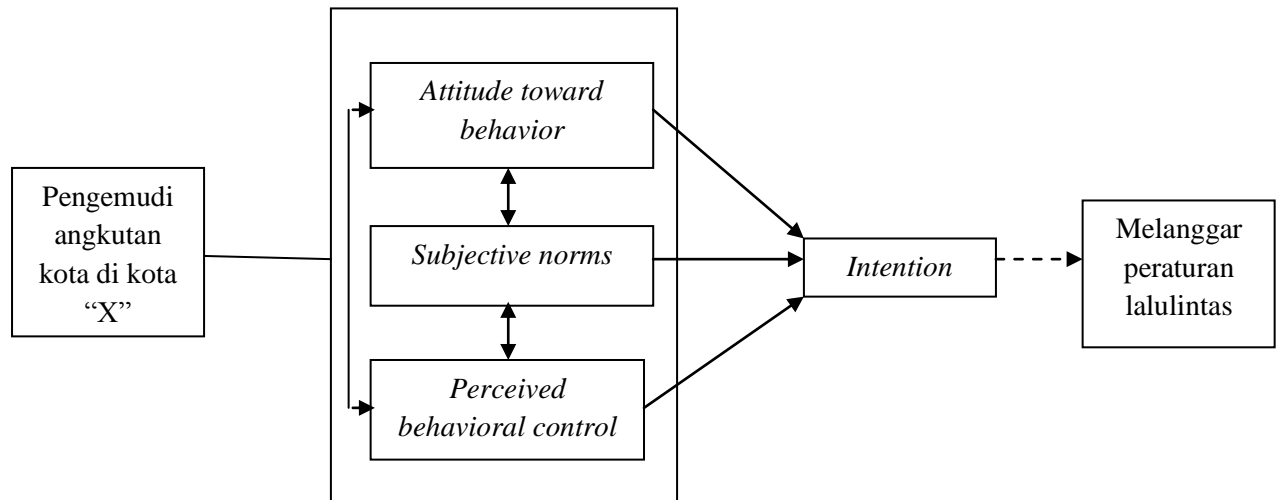 Pengemudi
angkutan
kota di kota
“X”
Attitude toward
behavior
Subjective norms
Perceived
behavioral control
Intention
Melanggar
peraturan
lalulintas